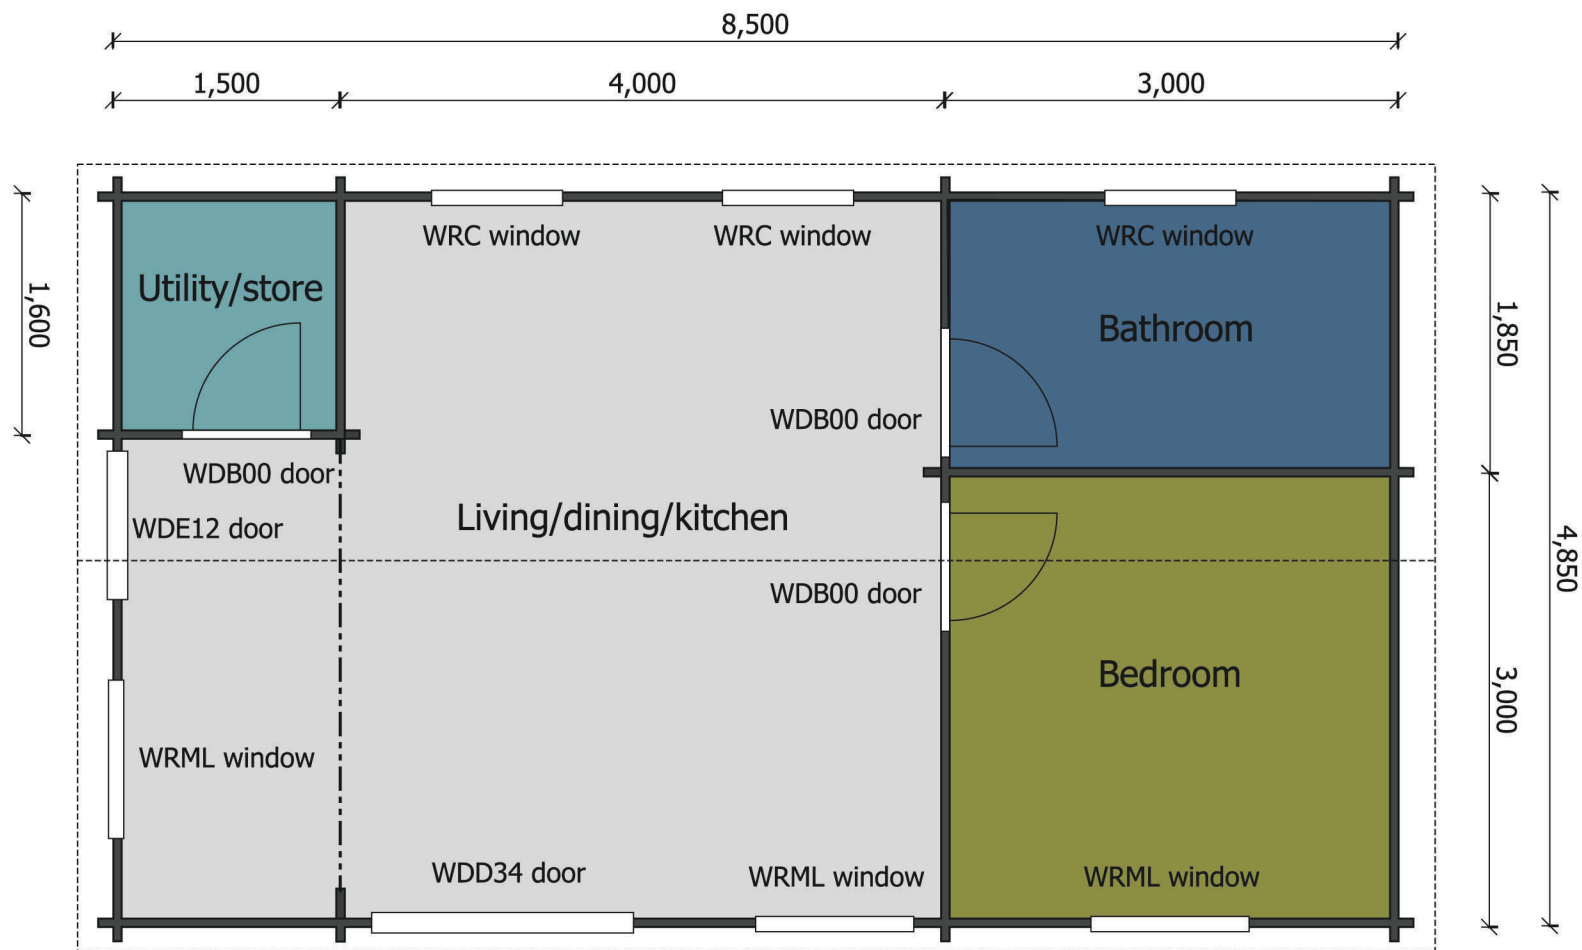 8,500
1,500
4,000
3,000
WRC window
WRC window
WRC window
Utility/store
1,600
Bathroom
1,850
WDB00 door
WDB00 door
WDE12 door
Living/dining/kitchen
4,850
WDB00 door
Bedroom
3,000
WRML window
WDD34 door
WRML window
WRML window